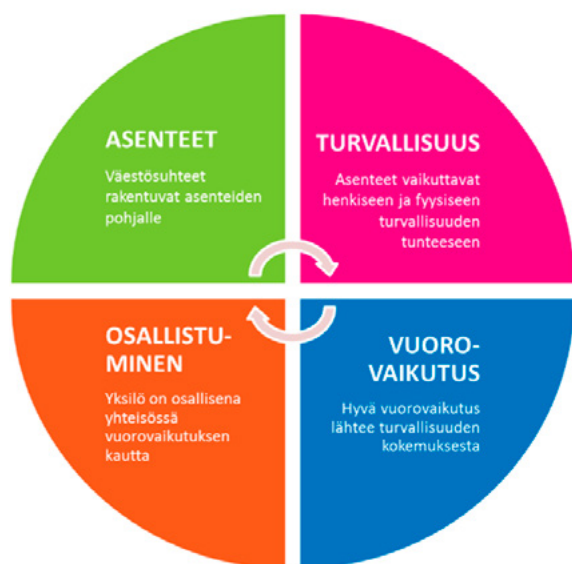 ASENTEET
Väestösuhteet
rakentuvat asenteiden
pohjalle
TURVALLISUUS
Asenteet vaikuttavat
henkiseen ja fyysiseen
turvallisuuden
tunteeseen
OSALLISTU-
MINEN
Yksilö on osallisena
yhteisössä
vuorovaikutuksen
kautta
VUORO-
VAIKUTUS
Hyvä vuorovaikutus
lähtee turvallisuuden
kokemuksesta